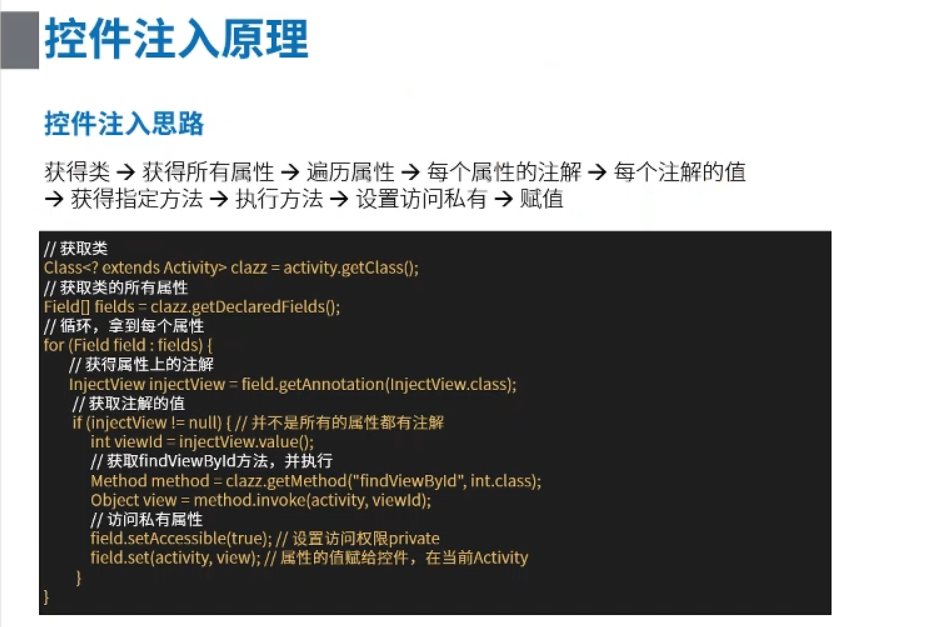 控件注入原理
控件注入思路
获得类 → 获得所有属性 → 遍历属性 → 每个属性的注解 → 每个注解的值
→ 获得指定方法 → 执行方法 → 设置访问私有 → 赋值
// 获取类
Class<? extends Activity> clazz = activity.getClass();
// 获取类的所有属性
Field[] fields = clazz.getDeclaredFields();
// 循环，拿到每个属性
for (Field field : fields) {
// 获得属性上的注解
InjectView injectView = field.getAnnotation(InjectView.class);
// 获取注解的值
if (injectView != null) { // 并不是所有的属性都有注解
int viewId = injectView.value();
// 获取findViewById方法，并执行
Method method = clazz.getMethod("findViewById", int.class);
Object view = method.invoke(activity, viewId);
// 访问私有属性
field.setAccessible(true); // 设置访问权限private
field.set(activity, view); // 属性的值赋给控件，在当前Activity
}
}